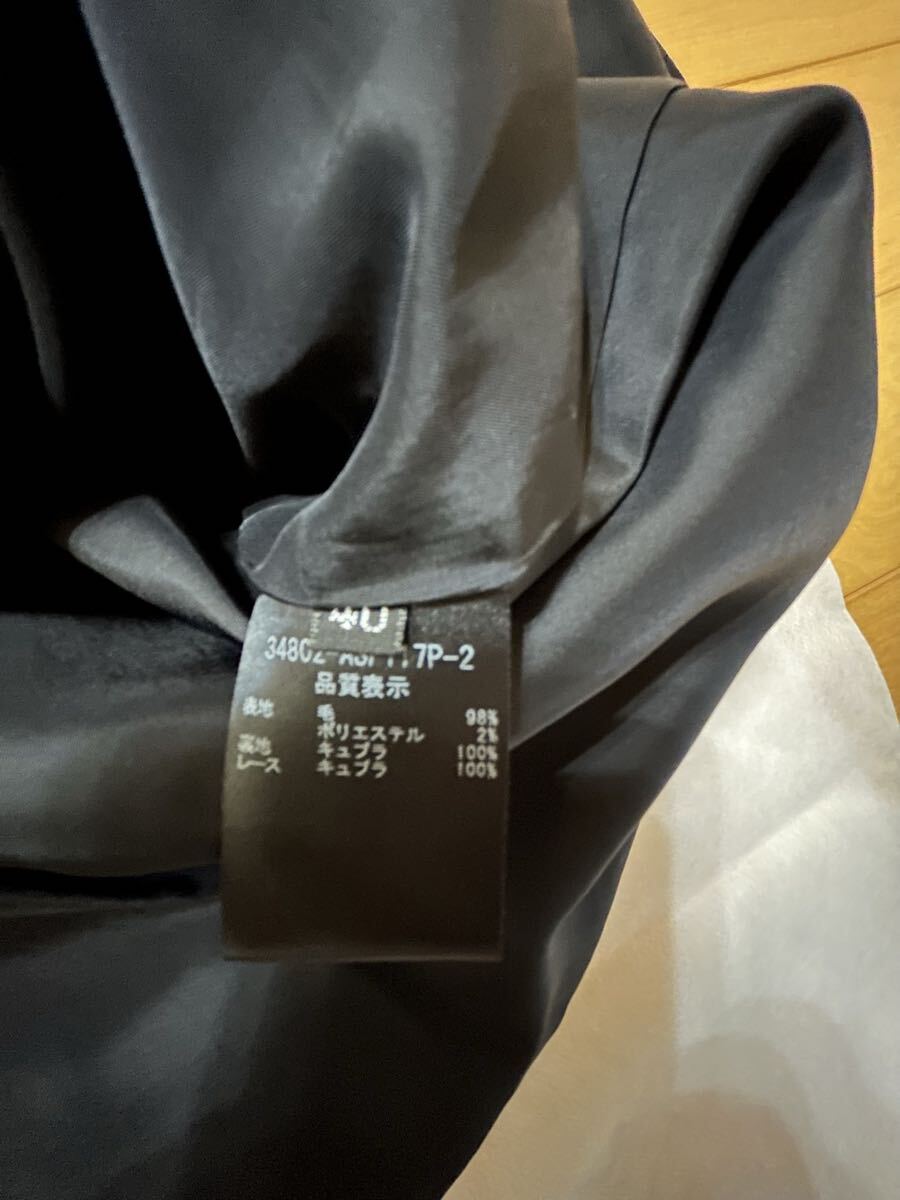 40
品質表示
表地 毛 98%
ポリエステル 2%
裏地 キュプラ 100%
レース キュプラ 100%